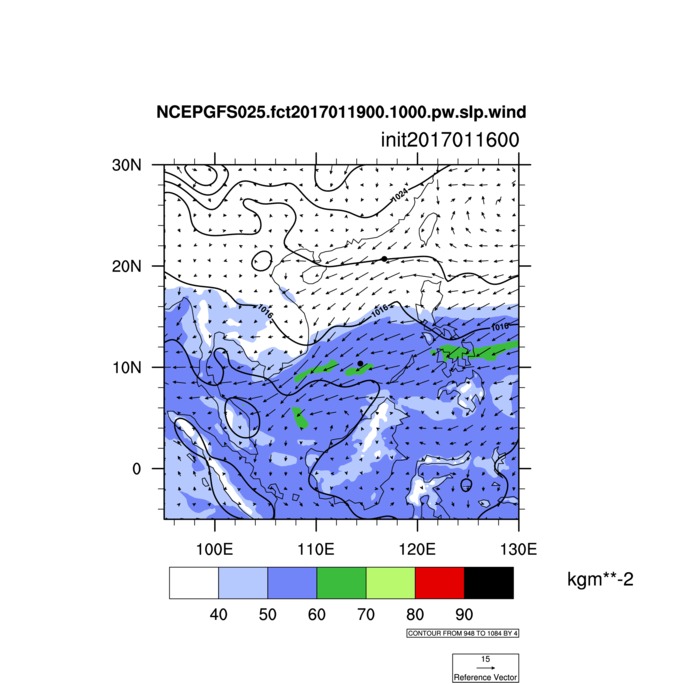 NCEPGFS025.fct2017011900.1000.pw.slp.wind
init2017011600
30N
1024
20N
1016
1016
1016
10N
0
100E 110E 120E 130E
kgm**-2
40 50 60 70 80 90
CONTOUR FROM 948 TO 1084 BY 4
15
Reference Vector